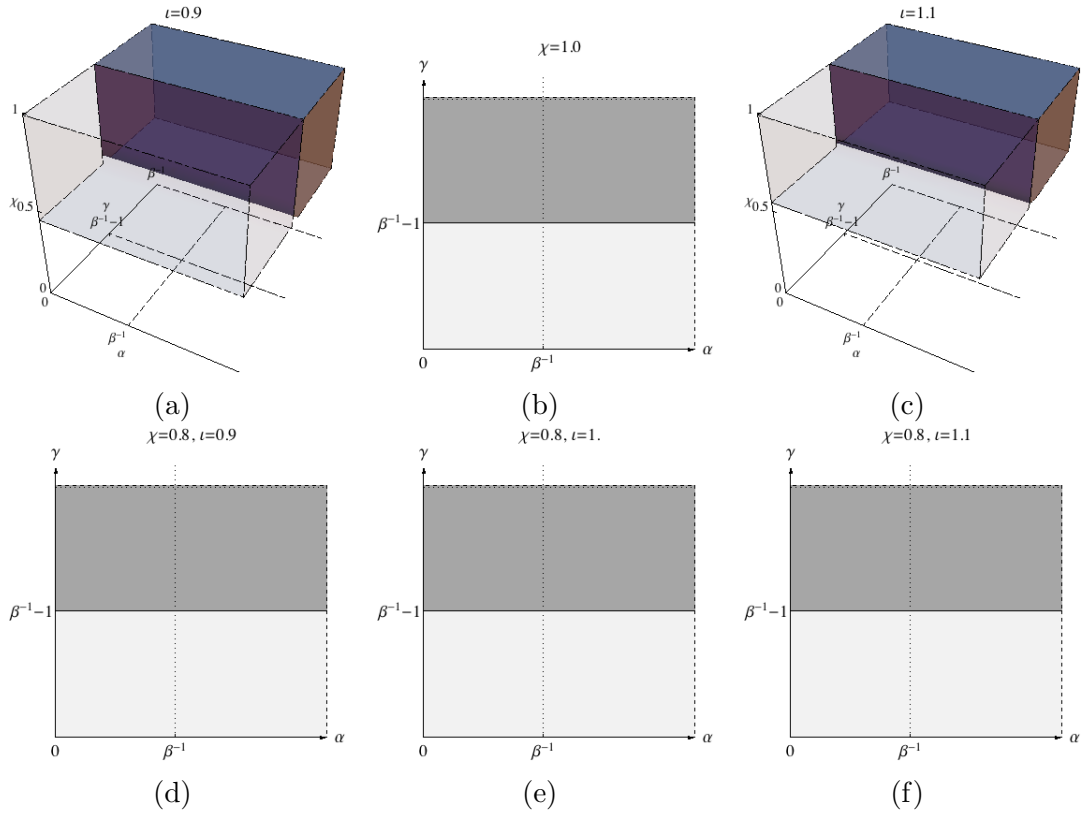 ι=0.9
1
β⁻¹
χ0.5
γ
β⁻¹−1
0
0
β⁻¹
α
(a)
χ=1.0
γ
β⁻¹−1
0
β⁻¹
α
(b)
ι=1.1
1
β⁻¹
χ0.5
γ
β⁻¹−1
0
0
β⁻¹
α
(c)
χ=0.8, ι=0.9
γ
β⁻¹−1
0
β⁻¹
α
(d)
χ=0.8, ι=1.
γ
β⁻¹−1
0
β⁻¹
α
(e)
χ=0.8, ι=1.1
γ
β⁻¹−1
0
β⁻¹
α
(f)